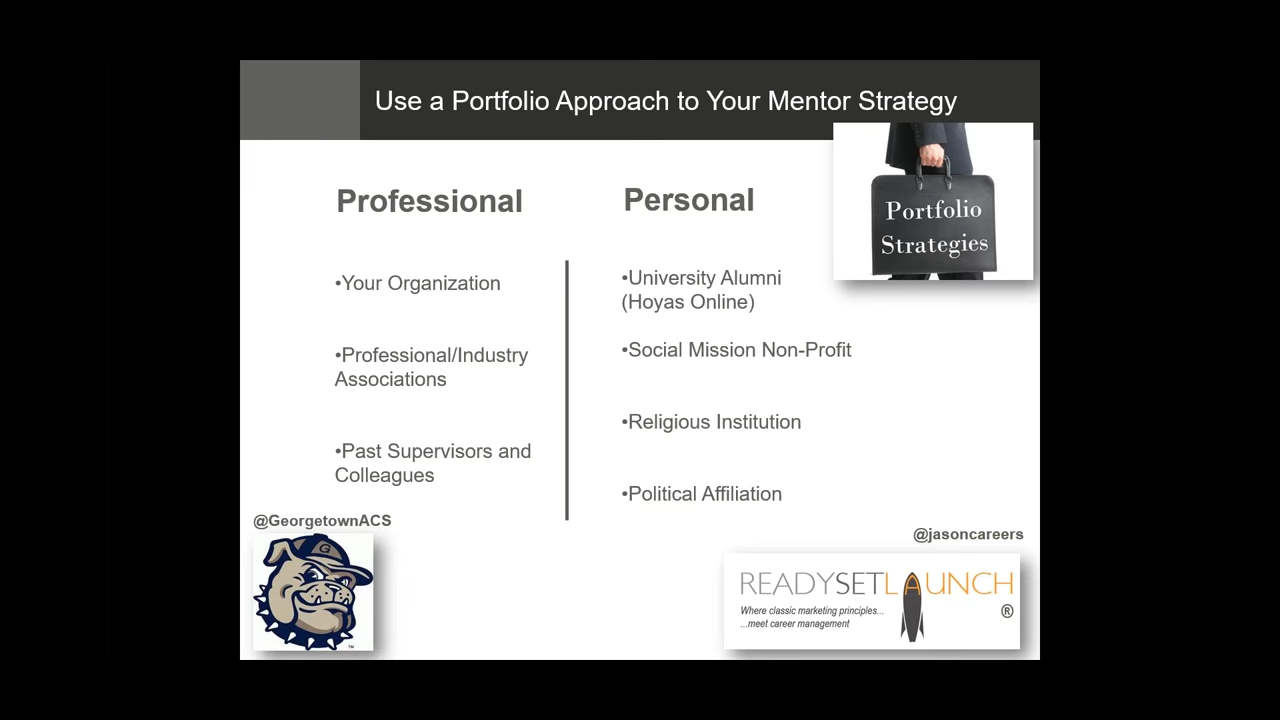 Use a Portfolio Approach to Your Mentor Strategy
Portfolio
Strategies
Professional
•Your Organization
•Professional/Industry
Associations
•Past Supervisors and
Colleagues
Personal
•University Alumni
(Hoyas Online)
•Social Mission Non-Profit
•Religious Institution
•Political Affiliation
@GeorgetownACS
G
™
@jasoncareers
READYSETLAUNCH
®
Where classic marketing principles...
...meet career management